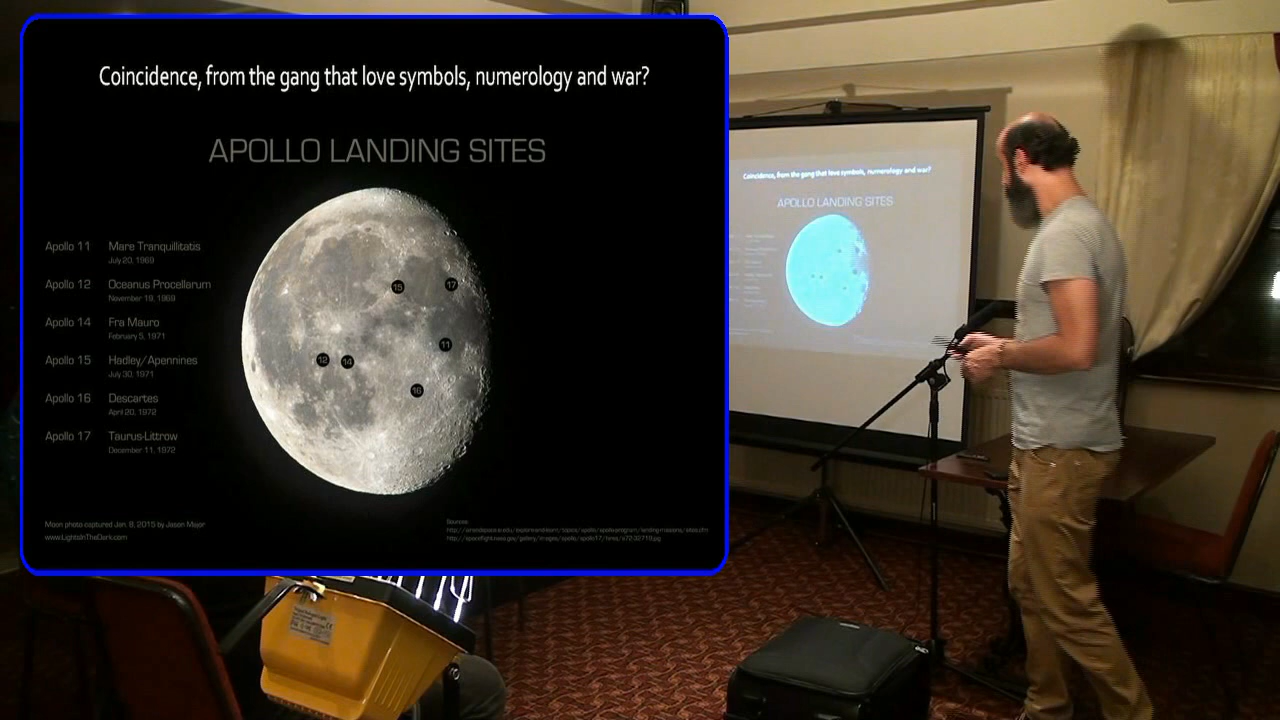 Coincidence, from the gang that love symbols, numerology and war?
APOLLO LANDING SITES
Apollo 11 Mare Tranquillitatis
July 20, 1969
Apollo 12 Oceanus Procellarum
November 19, 1969
Apollo 14 Fra Mauro
February 5, 1971
Apollo 15 Hadley/Apennines
July 30, 1971
Apollo 16 Descartes
April 20, 1972
Apollo 17 Taurus-Littrow
December 11, 1972
15
17
11
12
14
16
Moon photo captured Jan. 8, 2015 by Jason Major
www.LightsInTheDark.com
Sources:
Coincidence, from the gang that love symbols, numerology and war?
APOLLO LANDING SITES